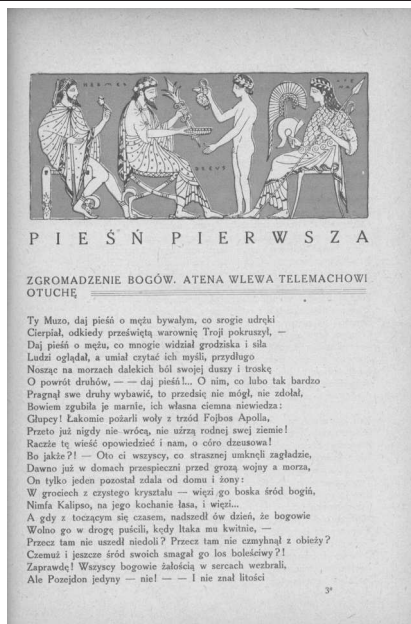 HERMES
ZEUS
PIEŚŃ PIERWSZA
ZGROMADZENIE BOGÓW. ATENA WLEWA TELEMACHOWI
OTUCHĘ
Ty Muzo, daj pieśń o mężu bywałym, co srogie udręki
Cierpiał, odkiedy przeświętą warownię Troji pokruszył, —
Daj pieśń o mężu, co mnogie widział grodziska i siła
Ludzi oglądał, a umiał czytać ich myśli, przydługo
Nosząc na morzach dalekich ból swojej duszy i troskę
O powrót druhów, — — daj pieśń!... O nim, co lubo tak bardzo
Pragnął swe druhy wybawić, to przedsię nie mógł, nie zdołał,
Bowiem zgubiła je marnie, ich własna ciemna niewiedza:
Głupcy! Łakomie pożarli woły z trzód Fojbos Apolla,
Przeto już nigdy nie wrócą, nie uźrzą rodnej swej ziemie!
Raczże tę wieść opowiedzieć i nam, o córo dzeusowa!
Bo jakże?! — Oto ci wszyscy, co strasznej umknęli zagładzie,
Dawno już w domach przespieczni przed grozą wojny a morza,
On tylko jeden pozostał zdala od domu i żony:
W grociech z czystego kryształu — więzi go boska śród bogiń,
Nimfa Kalipso, na jego kochanie łasa, i więzi...
A gdy z toczącym się czasem, nadszedł ów dzień, że bogowie
Wolno go w drogę puścili, kędy Itaka mu kwitnie, —
Przecz tam nie uszedł niedoli? Przecz tam nie czmyhnął z obieży?
Czemuż i jeszcze śród swoich smagał go los boleściwy?!
Zaprawdę! Wszyscy bogowie żałością w sercach wezbrali,
Ale Pozejdon jedyny — nie! — — I nie znał litości
3*